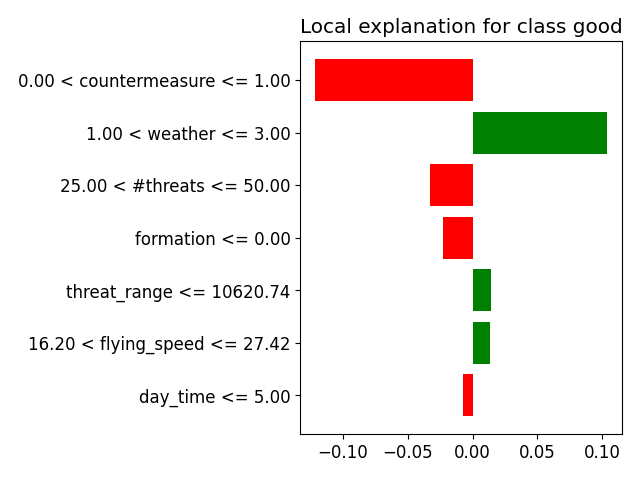 Local explanation for class good
0.00 < countermeasure <= 1.00
1.00 < weather <= 3.00
25.00 < #threats <= 50.00
formation <= 0.00
threat_range <= 10620.74
16.20 < flying_speed <= 27.42
day_time <= 5.00
−0.10 −0.05 0.00 0.05 0.10